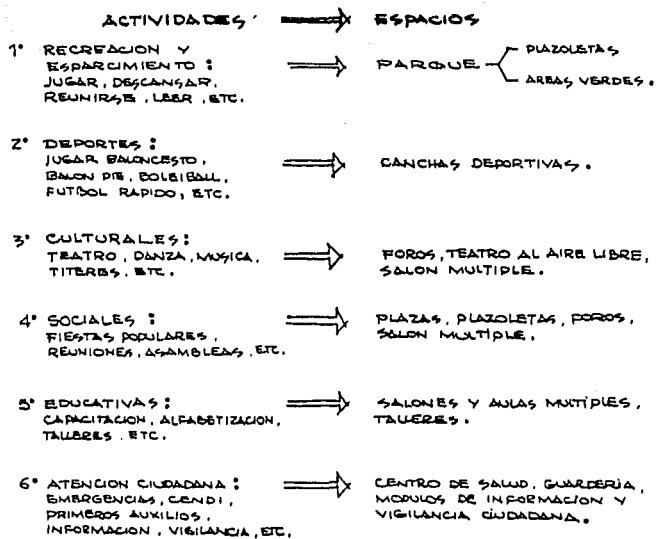 ACTIVIDADES ESPACIOS
1° RECREACION Y
ESPARCIMIENTO :
JUGAR, DESCANSAR,
REUNIRSE, LEER, ETC.
PARQUE
PLAZOLETAS
AREAS VERDES.
2° DEPORTES :
JUGAR BALONCESTO,
BALON PIE, BOLEIBALL,
FUTBOL RAPIDO, ETC.
CANCHAS DEPORTIVAS.
3° CULTURALES:
TEATRO, DANZA, MUSICA,
TITERES, ETC.
FOROS, TEATRO AL AIRE LIBRE,
SALON MULTIPLE.
4° SOCIALES :
FIESTAS POPULARES,
REUNIONES, ASAMBLEAS, ETC.
PLAZAS, PLAZOLETAS, FOROS,
SALON MULTIPLE.
5° EDUCATIVAS :
CAPACITACION, ALFABETIZACION,
TALLERES, ETC.
SALONES Y AULAS MULTIPLES,
TALLERES.
6° ATENCION CIUDADANA :
EMERGENCIAS, CENDI,
PRIMEROS AUXILIOS,
INFORMACION, VIGILANCIA, ETC.
CENTRO DE SALUD, GUARDERIA,
MODULOS DE INFORMACION Y
VIGILANCIA CIUDADANA.